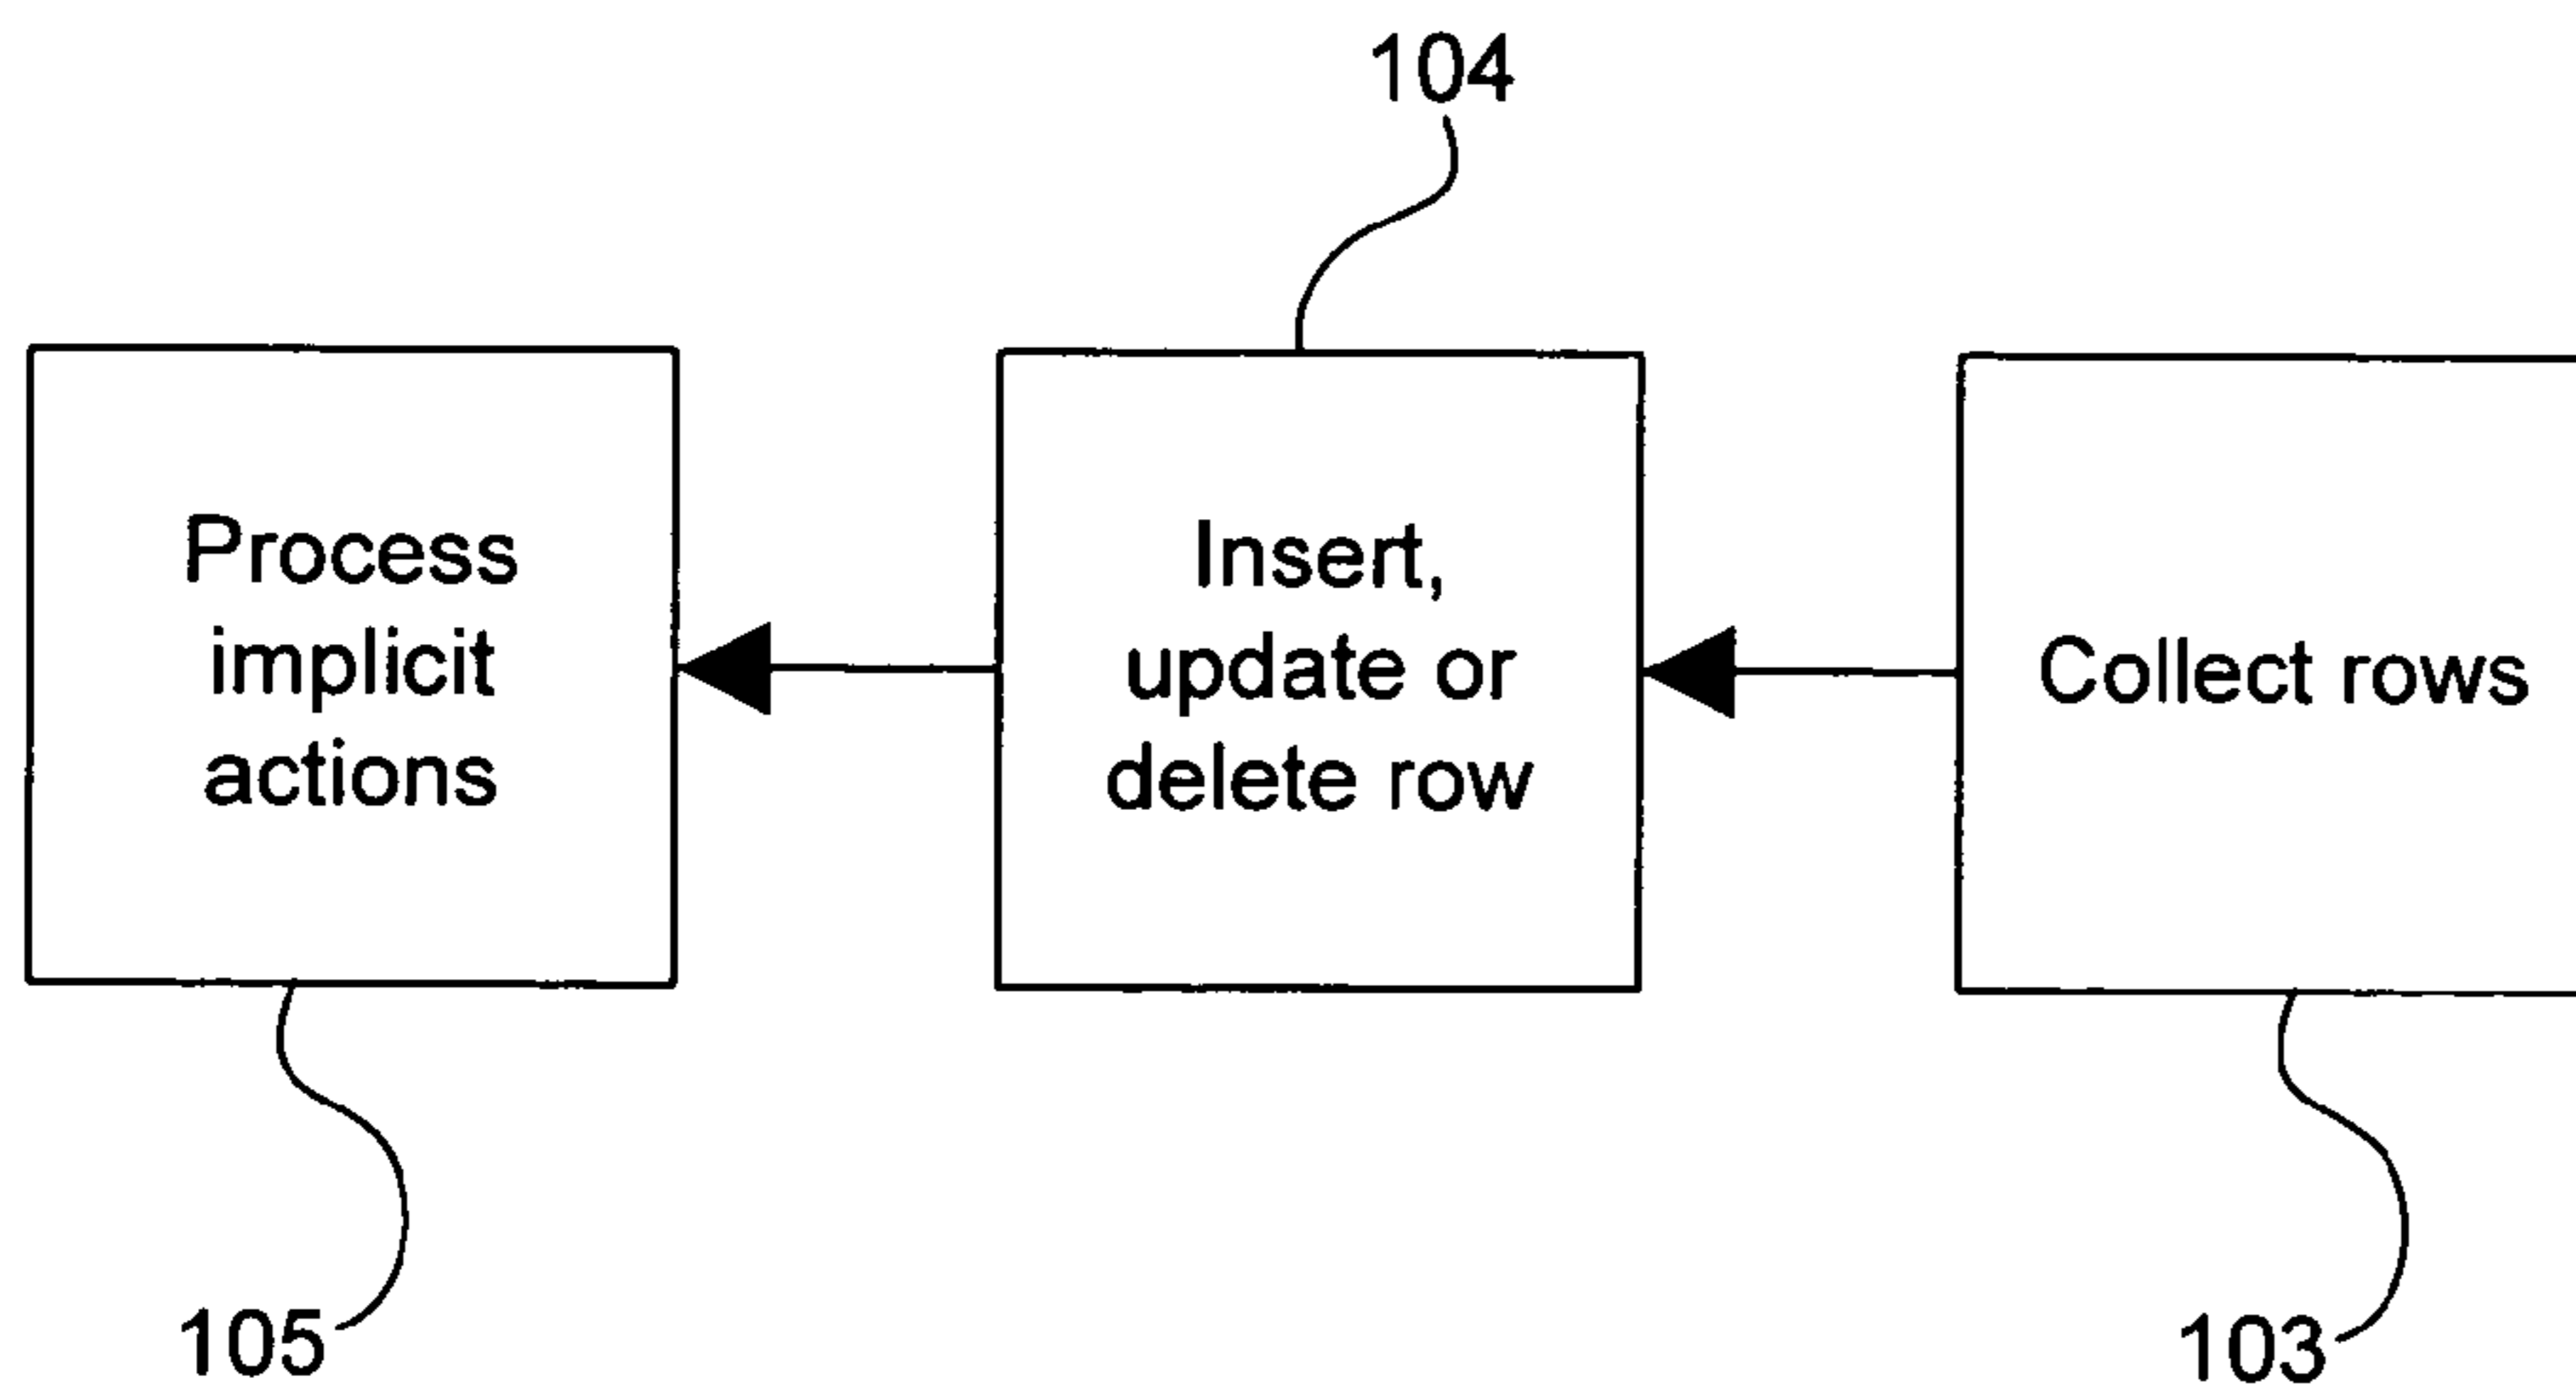 104
Process
implicit
actions
Insert,
update or
delete row
Collect rows
105
103